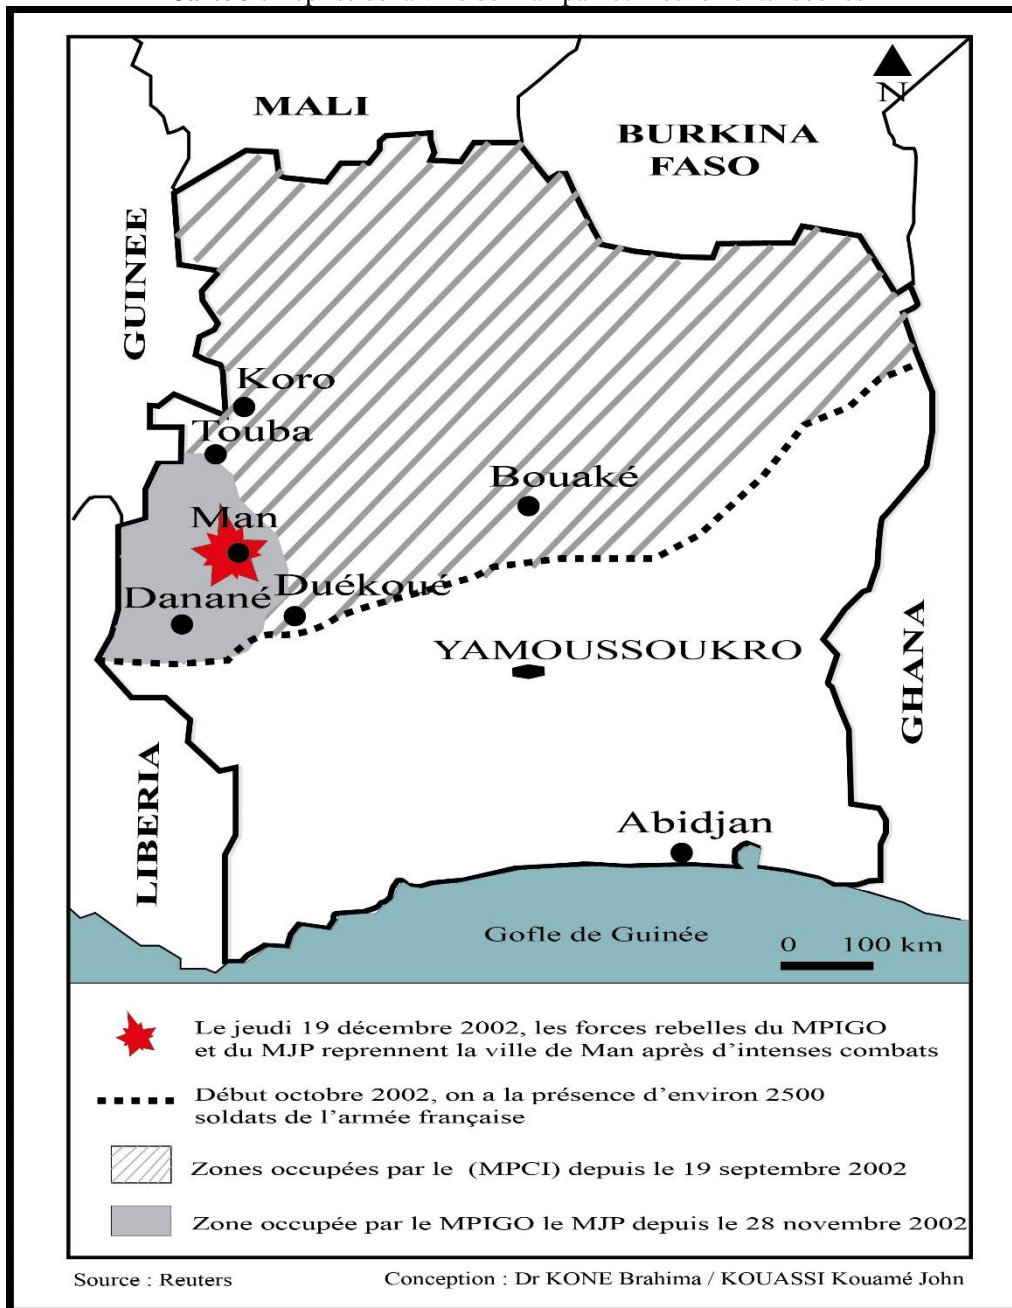 N
MALI
BURKINA
FASO
GUINEE
Koro
Touba
Bouaké
Man
Danané
Duékoué
YAMOUSSOUKRO
GHANA
LIBERIA
Abidjan
Gofle de Guinée
0 100 km
Le jeudi 19 décembre 2002, les forces rebelles du MPIGO
et du MJP reprennent la ville de Man après d'intenses combats
Début octobre 2002, on a la présence d'environ 2500
soldats de l'armée française
Zones occupées par le (MPCI) depuis le 19 septembre 2002
Zone occupée par le MPIGO le MJP depuis le 28 novembre 2002
Source : Reuters
Conception : Dr KONE Brahima / KOUASSI Kouamé John